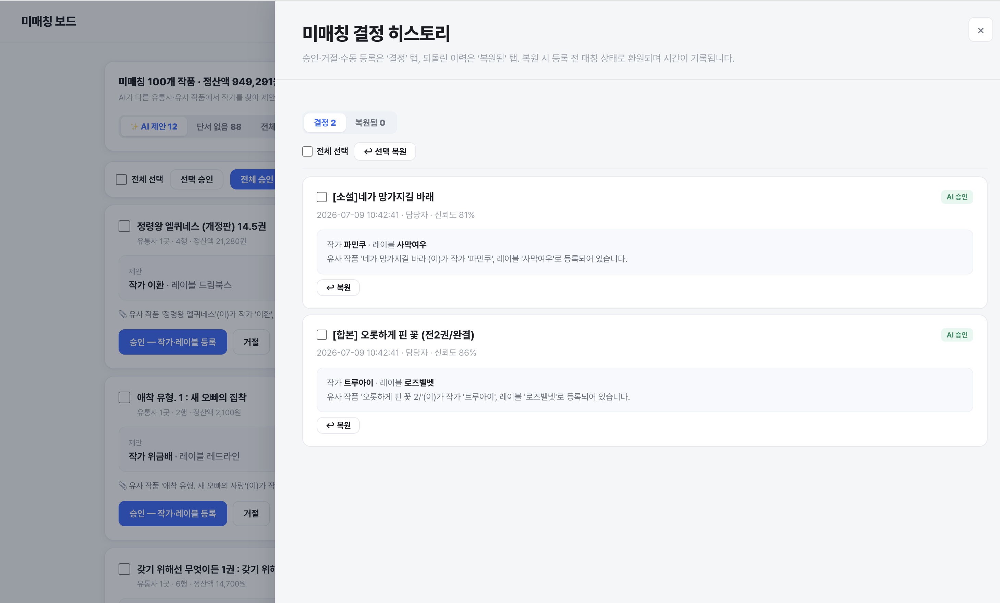 미매칭 보드
미매칭 100개 작품 · 정산액 949,291
AI가 다른 유통사·유사 작품에서 작가를 찾아 제안
✨ AI 제안 12
단서 없음 88
전체
전체 선택
선택 승인
전체 승인
정령왕 엘퀴네스 (개정판) 14.5권
유통사 1곳 · 4행 · 정산액 21,280원
제안
작가 이환 · 레이블 드림북스
📎 유사 작품 '정령왕 엘퀴네스'(이)가 작가 '이환',
승인 — 작가·레이블 등록
거절
애착 유형. 1 : 새 오빠의 집착
유통사 1곳 · 2행 · 정산액 2,100원
제안
작가 위금배 · 레이블 레드라인
📎 유사 작품 '애착 유형. 새 오빠의 사랑'(이)가 작
승인 — 작가·레이블 등록
거절
갖기 위해선 무엇이든 1권 : 갖기 위해
유통사 1곳 · 6행 · 정산액 14,700원
미매칭 결정 히스토리
×
승인·거절·수동 등록은 ‘결정’ 탭, 되돌린 이력은 ‘복원됨’ 탭. 복원 시 등록 전 매칭 상태로 환원되며 시간이 기록됩니다.
결정 2
복원됨 0
전체 선택
↩ 선택 복원
[소설]네가 망가지길 바래
AI 승인
2026-07-09 10:42:41 · 담당자 · 신뢰도 81%
작가 파민쿠 · 레이블 사막여우
유사 작품 '네가 망가지길 바라'(이)가 작가 '파민쿠', 레이블 '사막여우'로 등록되어 있습니다.
↩ 복원
[합본] 오롯하게 핀 꽃 (전2권/완결)
AI 승인
2026-07-09 10:42:41 · 담당자 · 신뢰도 86%
작가 트루아이 · 레이블 로즈벨벳
유사 작품 '오롯하게 핀 꽃 2/'(이)가 작가 '트루아이', 레이블 '로즈벨벳'로 등록되어 있습니다.
↩ 복원